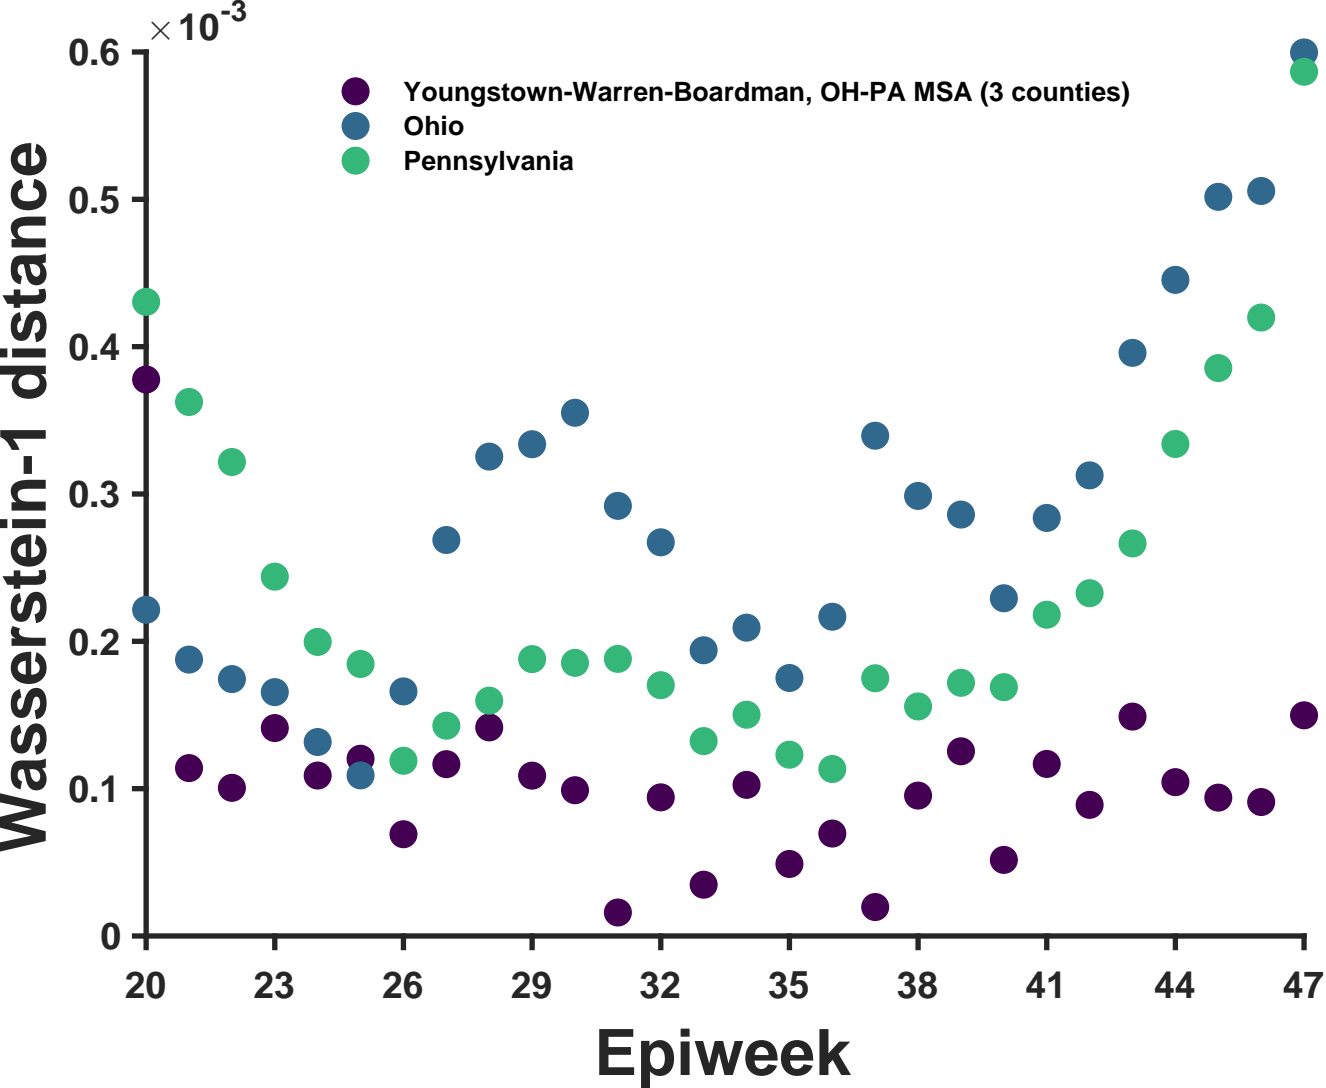 × 10-3
0.6
0.5
0.4
0.3
0.2
0.1
0
Wasserstein-1 distance
Youngstown-Warren-Boardman, OH-PA MSA (3 counties)
Ohio
Pennsylvania
20 23 26 29 32 35 38 41 44 47
Epiweek